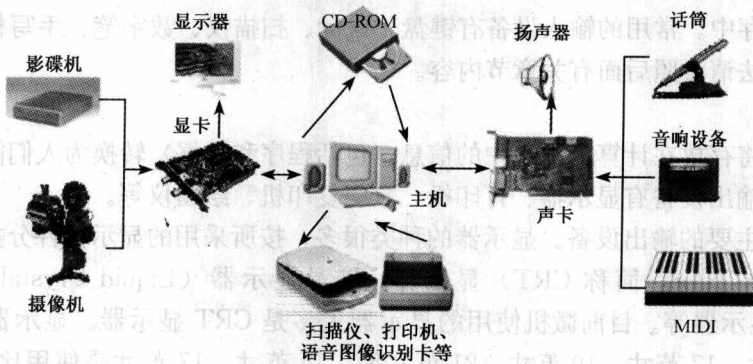 显示器
CD-ROM
扬声器
话筒
影碟机
显卡
音响设备
主机
声卡
摄像机
扫描仪、打印机、
语音图像识别卡等
MIDI